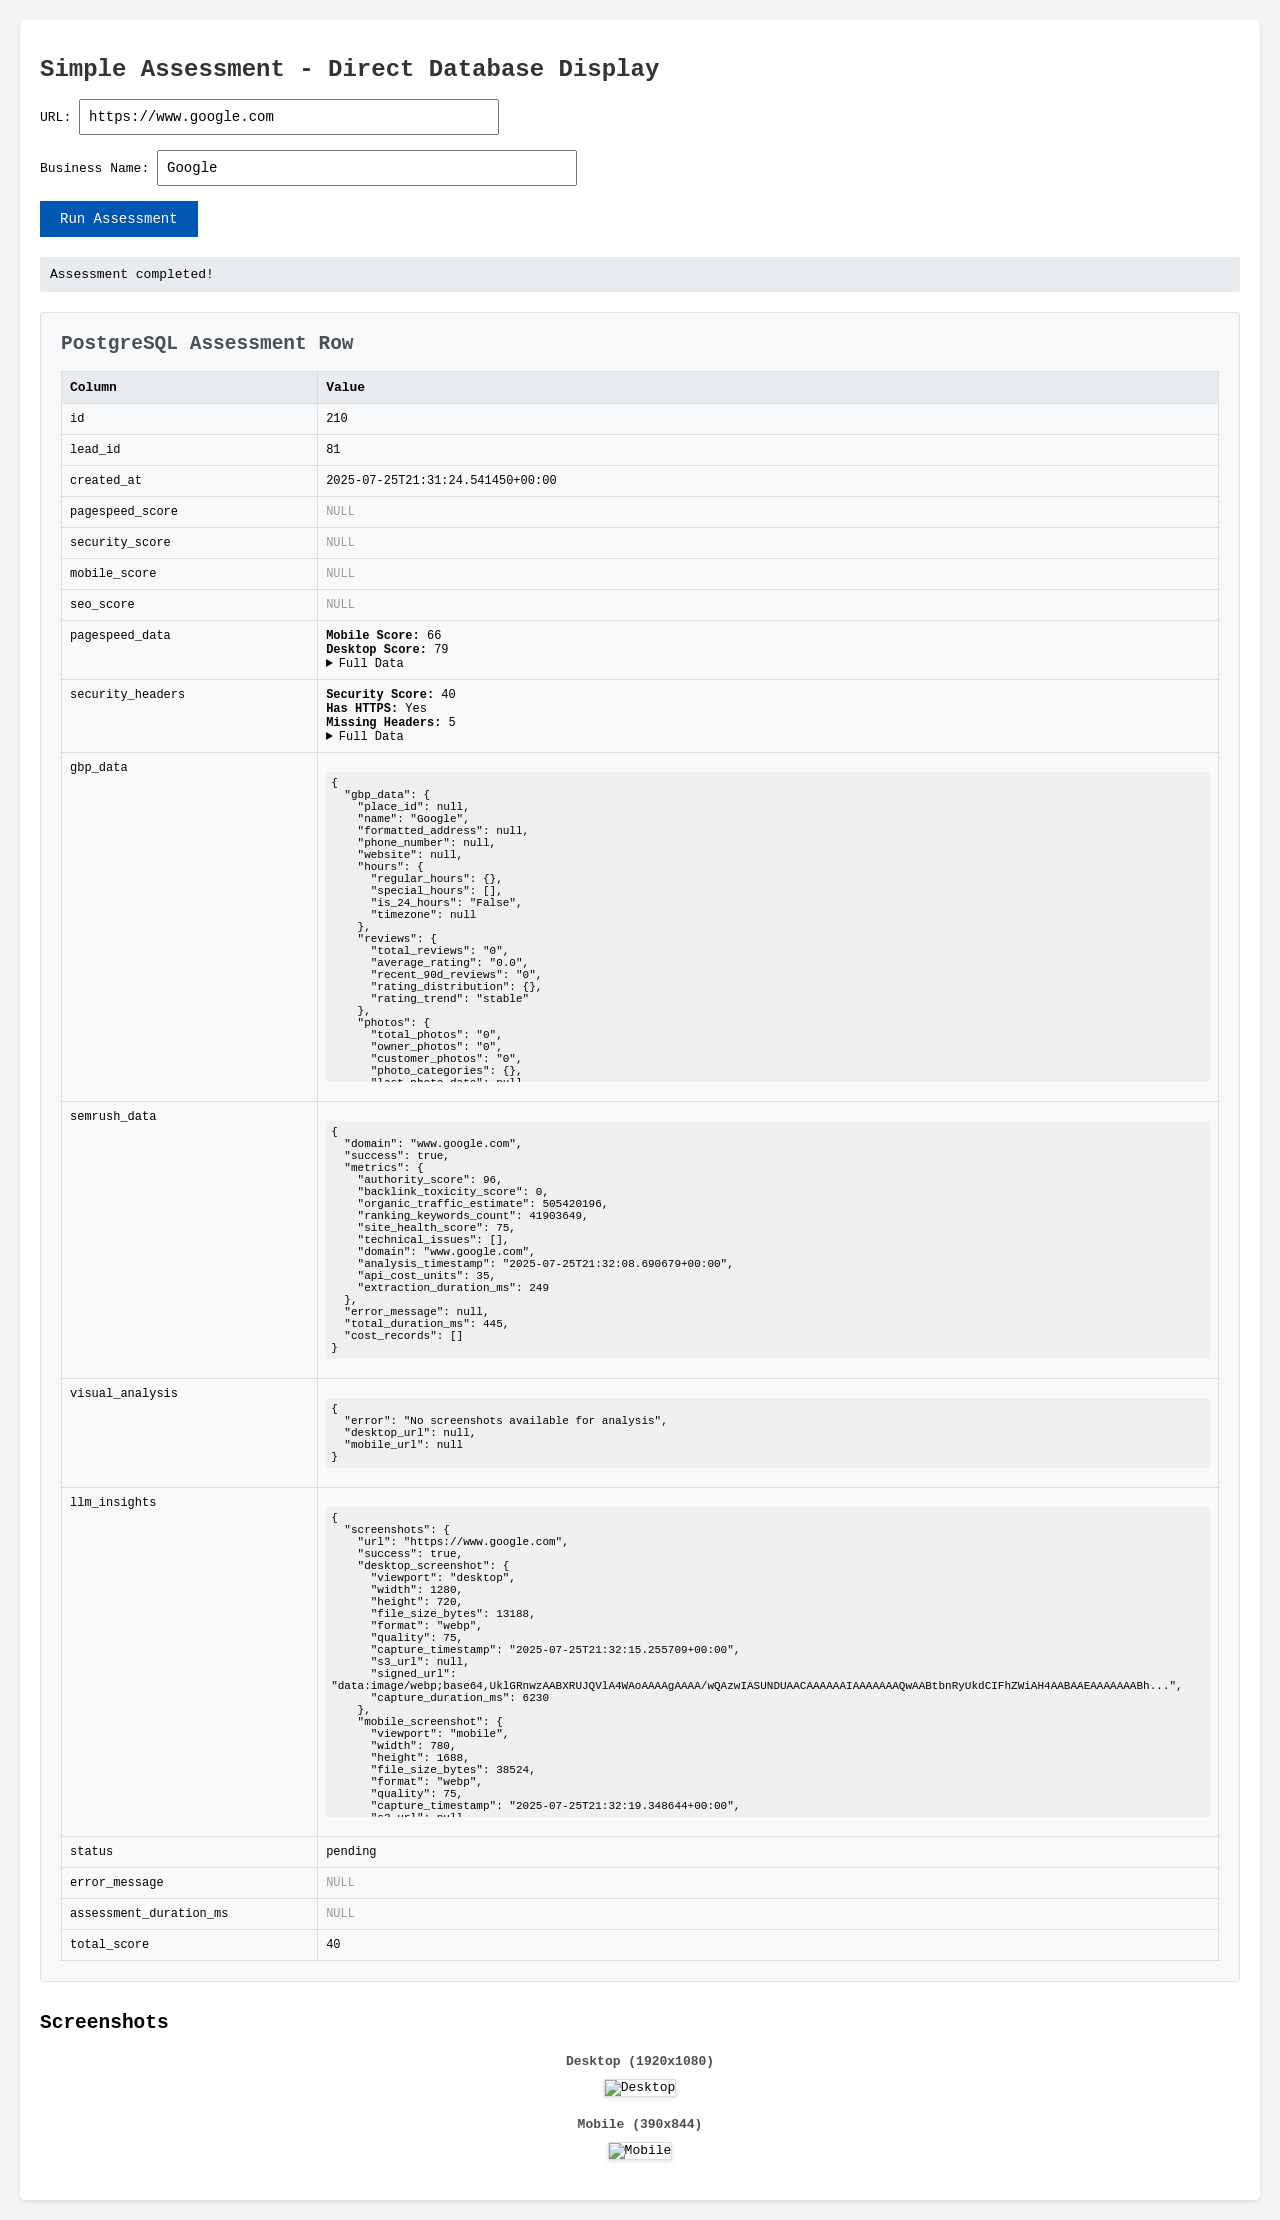 Simple Assessment - Direct Database Display
URL: https://www.google.com
Business Name: Google
Run Assessment
Assessment completed!
PostgreSQL Assessment Row
Column Value
id 210
lead_id 81
created_at 2025-07-25T21:31:24.541450+00:00
pagespeed_score NULL
security_score NULL
mobile_score NULL
seo_score NULL
pagespeed_data Mobile Score: 66
Desktop Score: 79
▶ Full Data
security_headers Security Score: 40
Has HTTPS: Yes
Missing Headers: 5
▶ Full Data
gbp_data
{
"gbp_data": {
"place_id": null,
"name": "Google",
"formatted_address": null,
"phone_number": null,
"website": null,
"hours": {
"regular_hours": {},
"special_hours": [],
"is_24_hours": "False",
"timezone": null
},
"reviews": {
"total_reviews": "0",
"average_rating": "0.0",
"recent_90d_reviews": "0",
"rating_distribution": {},
"rating_trend": "stable"
},
"photos": {
"total_photos": "0",
"owner_photos": "0",
"customer_photos": "0",
"photo_categories": {},
"last_photo_date": null
semrush_data
{
"domain": "www.google.com",
"success": true,
"metrics": {
"authority_score": 96,
"backlink_toxicity_score": 0,
"organic_traffic_estimate": 505420196,
"ranking_keywords_count": 41903649,
"site_health_score": 75,
"technical_issues": [],
"domain": "www.google.com",
"analysis_timestamp": "2025-07-25T21:32:08.690679+00:00",
"api_cost_units": 35,
"extraction_duration_ms": 249
},
"error_message": null,
"total_duration_ms": 445,
"cost_records": []
}
visual_analysis
{
"error": "No screenshots available for analysis",
"desktop_url": null,
"mobile_url": null
}
llm_insights
{
"screenshots": {
"url": "https://www.google.com",
"success": true,
"desktop_screenshot": {
"viewport": "desktop",
"width": 1280,
"height": 720,
"file_size_bytes": 13188,
"format": "webp",
"quality": 75,
"capture_timestamp": "2025-07-25T21:32:15.255709+00:00",
"s3_url": null,
"signed_url":
"data:image/webp;base64,UklGRnwzAABXRUJQVlA4WAoAAAAgAAAA/wQAzwIASUNDUAACAAAAAAIAAAAAAAQwAABtbnRyUkdCIFhZWiAH4AABAAEAAAAAAABh...",
"capture_duration_ms": 6230
},
"mobile_screenshot": {
"viewport": "mobile",
"width": 780,
"height": 1688,
"file_size_bytes": 38524,
"format": "webp",
"quality": 75,
"capture_timestamp": "2025-07-25T21:32:19.348644+00:00",
"s3_url": null
status pending
error_message NULL
assessment_duration_ms NULL
total_score 40
Screenshots
Desktop (1920x1080)
Desktop
Mobile (390x844)
Mobile